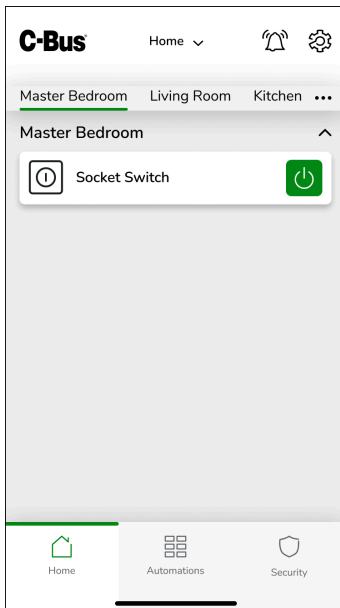 C-Bus
Home
Master Bedroom Living Room Kitchen
Master Bedroom
Socket Switch
Home Automations Security